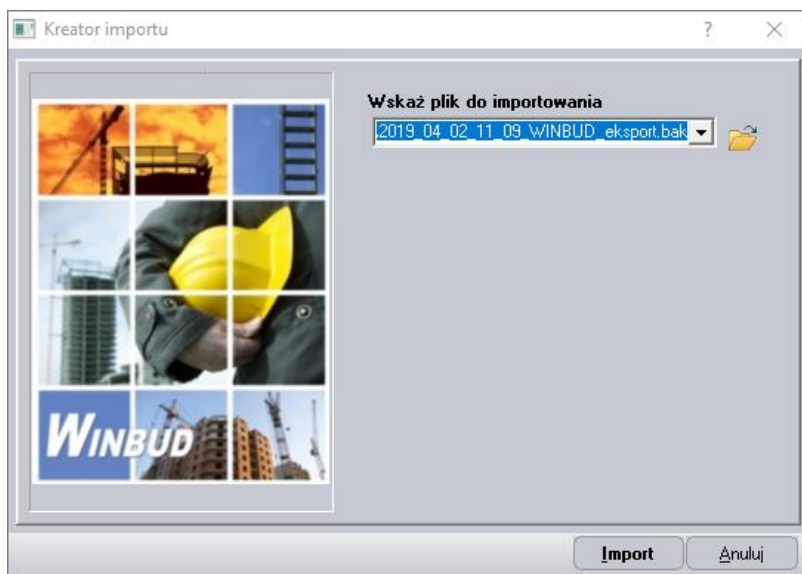 Kreator importu
Wskaż plik do importowania
2019_04_02_11_09_WINBUD_eksport.bak
WINBUD
Import
Anuluj